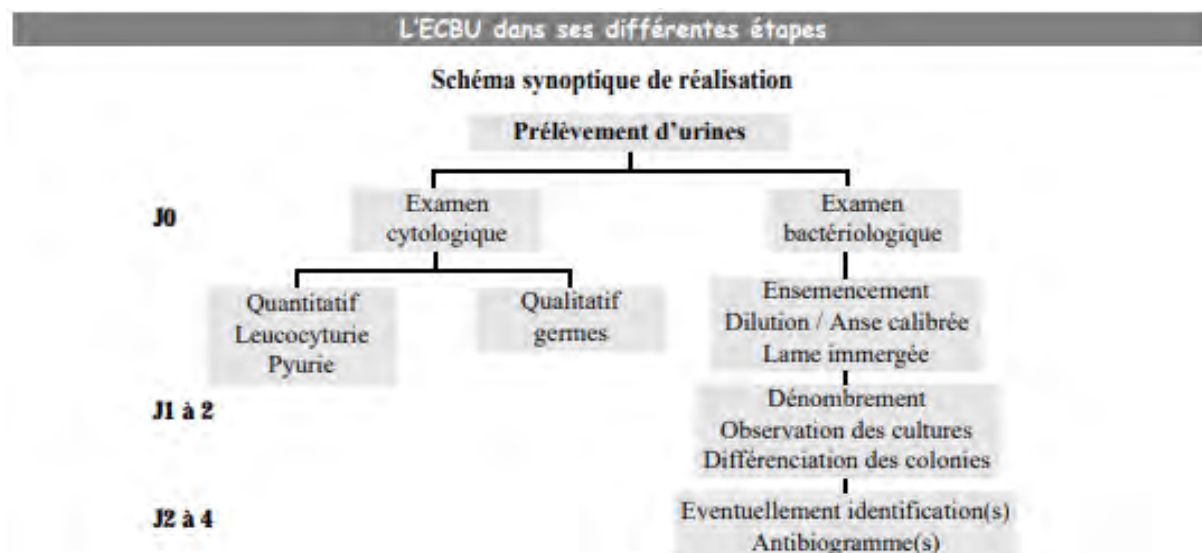 L'ECBU dans ses différentes étapes
Schéma synoptique de réalisation
Prélèvement d'urines
J0
Examen
cytologique
Examen
bactériologique
Quantitatif
Leucocyturie
Pyurie
Qualitatif
germes
Ensemencement
Dilution / Anse calibrée
Lame immergée
J1 à 2
Dénombrement
Observation des cultures
Différenciation des colonies
J2 à 4
Eventuellement identification(s)
Antibiogramme(s)